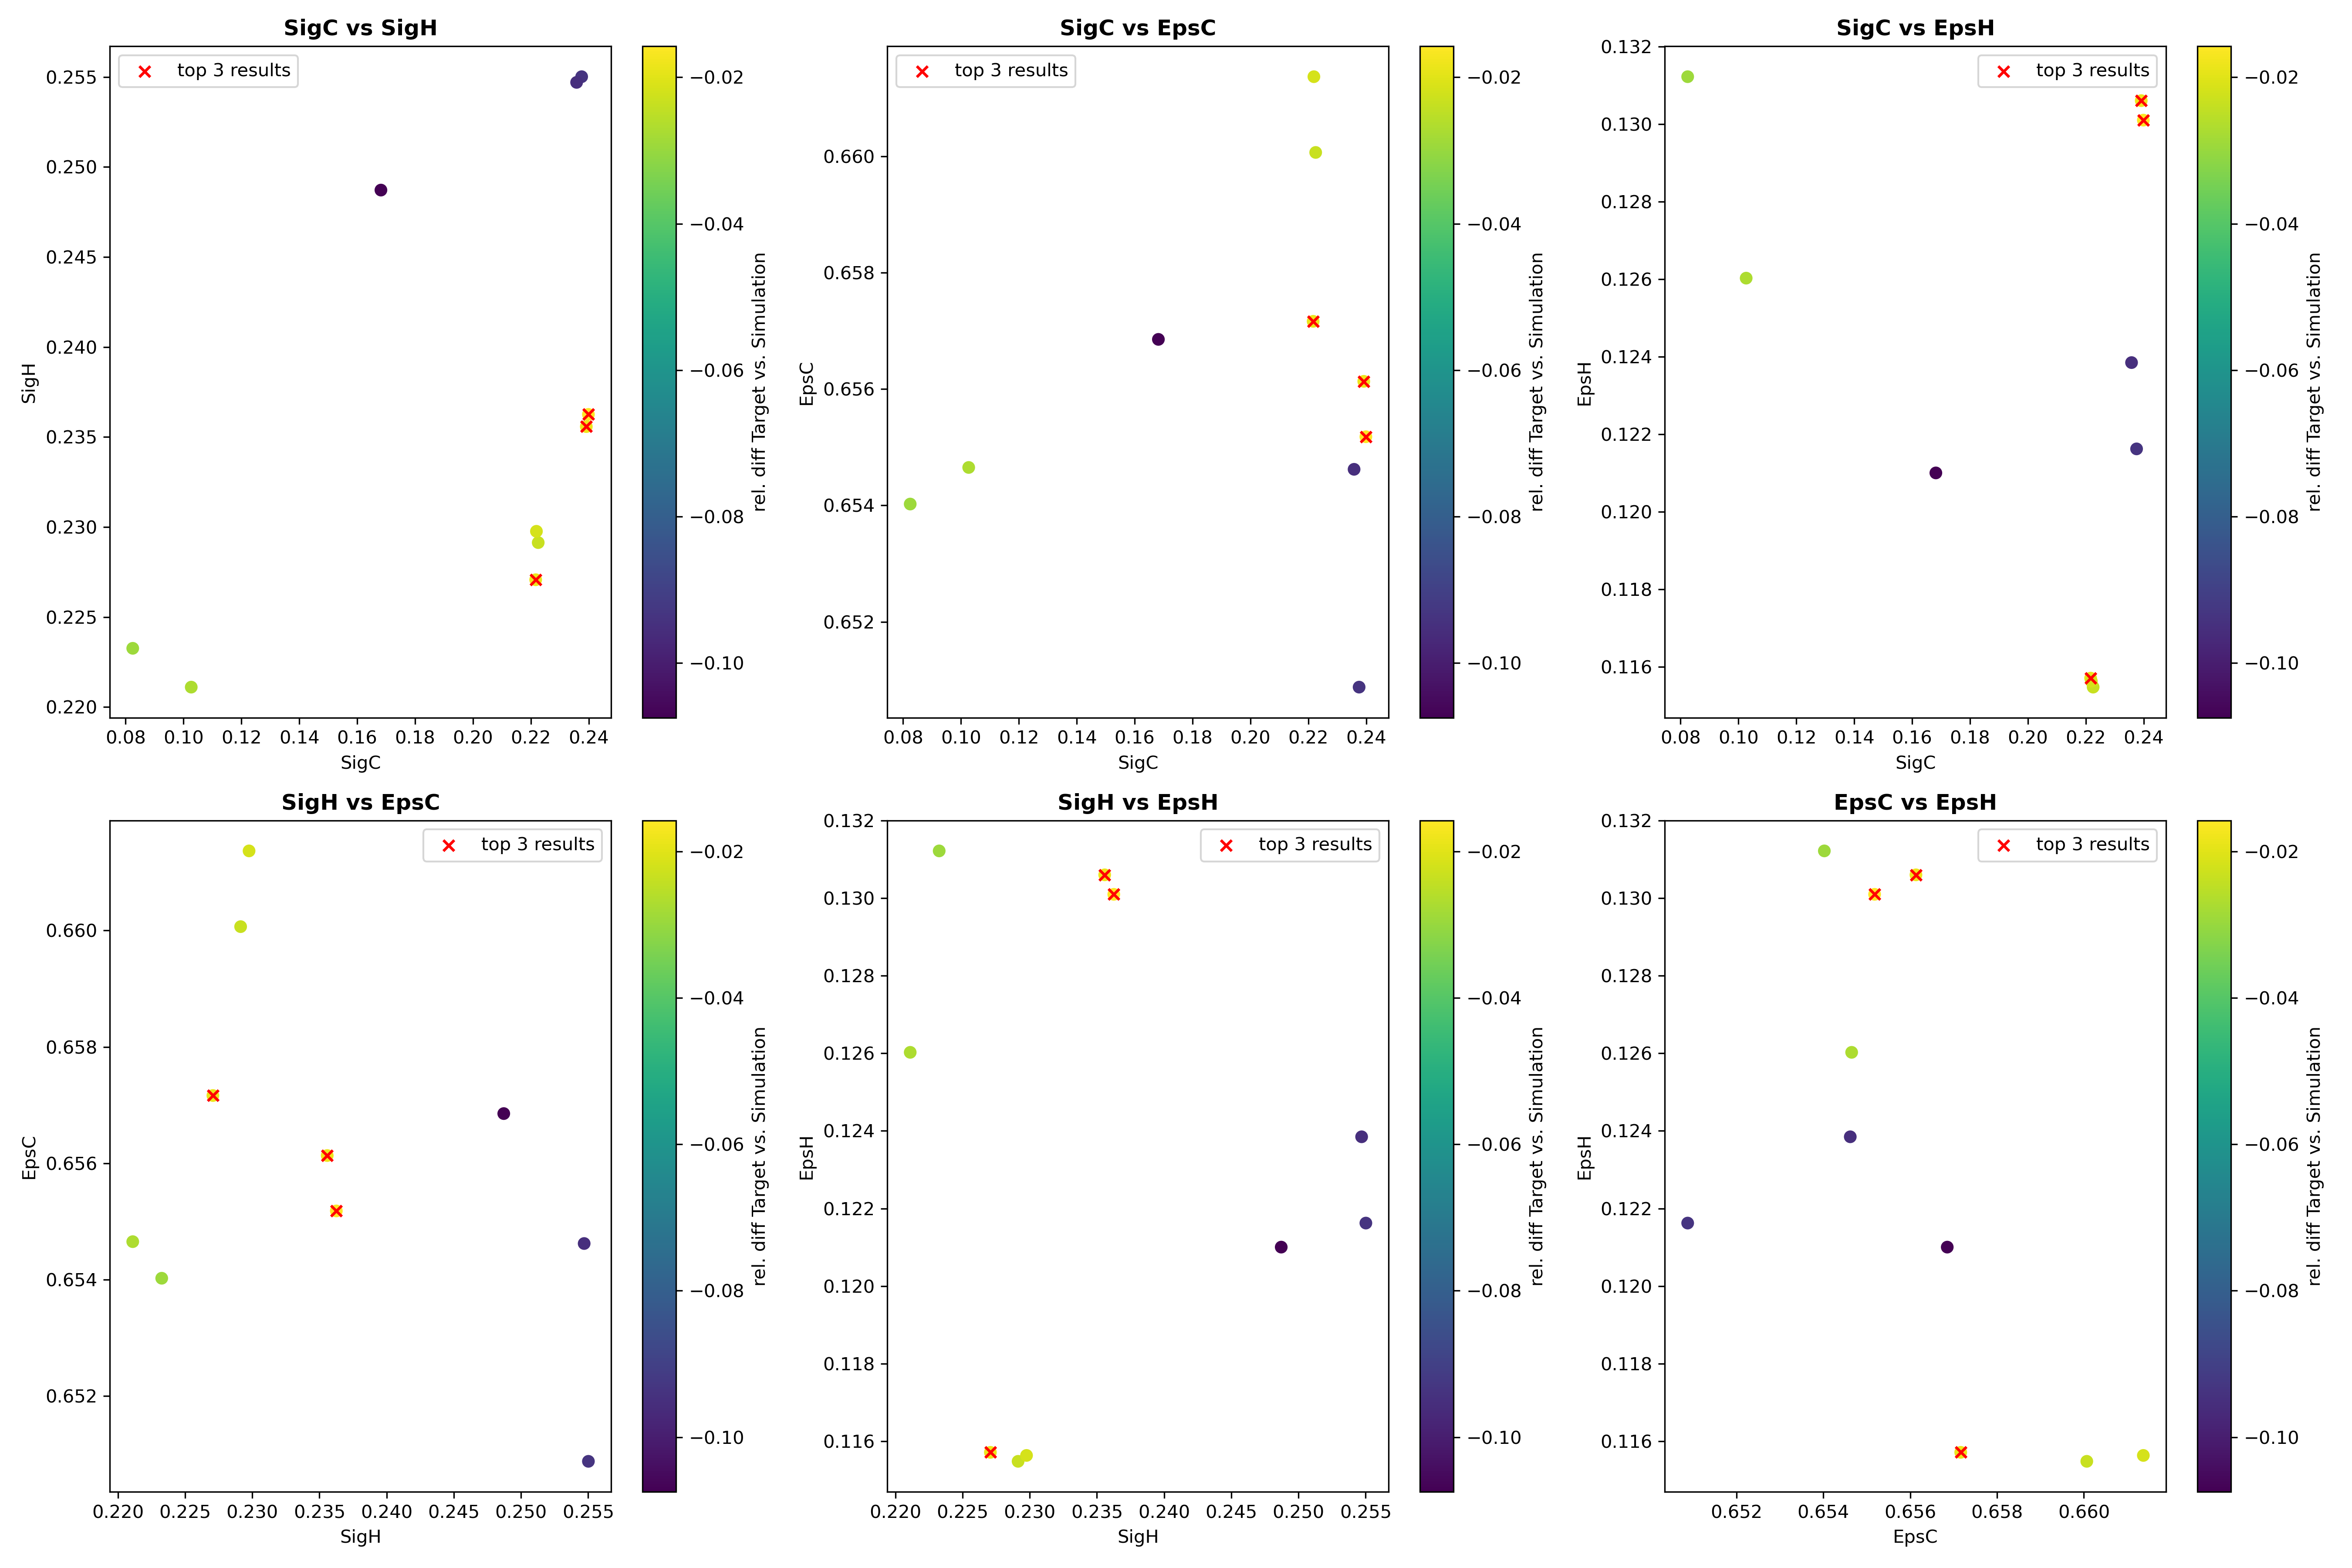 SigC vs SigH
top 3 results
0.255
0.250
0.245
0.240
0.235
0.230
0.225
0.220
SigH
0.08 0.10 0.12 0.14 0.16 0.18 0.20 0.22 0.24
SigC
−0.02
−0.04
−0.06
−0.08
−0.10
rel. diff Target vs. Simulation
SigC vs EpsC
top 3 results
0.660
0.658
0.656
0.654
0.652
EpsC
0.08 0.10 0.12 0.14 0.16 0.18 0.20 0.22 0.24
SigC
−0.02
−0.04
−0.06
−0.08
−0.10
rel. diff Target vs. Simulation
SigC vs EpsH
top 3 results
0.132
0.130
0.128
0.126
0.124
0.122
0.120
0.118
0.116
EpsH
0.08 0.10 0.12 0.14 0.16 0.18 0.20 0.22 0.24
SigC
−0.02
−0.04
−0.06
−0.08
−0.10
rel. diff Target vs. Simulation
SigH vs EpsC
top 3 results
0.660
0.658
0.656
0.654
0.652
EpsC
0.220 0.225 0.230 0.235 0.240 0.245 0.250 0.255
SigH
−0.02
−0.04
−0.06
−0.08
−0.10
rel. diff Target vs. Simulation
SigH vs EpsH
top 3 results
0.132
0.130
0.128
0.126
0.124
0.122
0.120
0.118
0.116
EpsH
0.220 0.225 0.230 0.235 0.240 0.245 0.250 0.255
SigH
−0.02
−0.04
−0.06
−0.08
−0.10
rel. diff Target vs. Simulation
EpsC vs EpsH
top 3 results
0.132
0.130
0.128
0.126
0.124
0.122
0.120
0.118
0.116
EpsH
0.652 0.654 0.656 0.658 0.660
EpsC
−0.02
−0.04
−0.06
−0.08
−0.10
rel. diff Target vs. Simulation